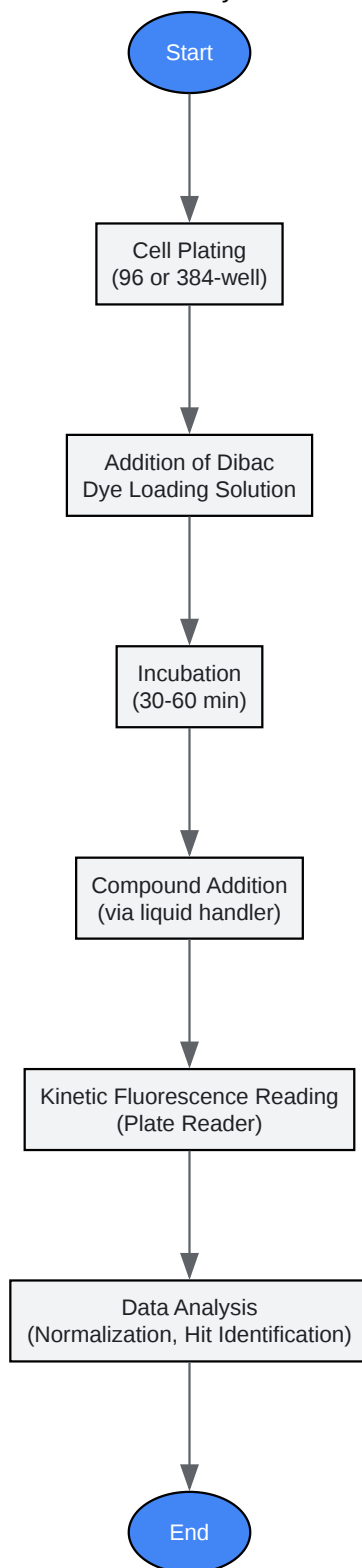 Start
Cell Plating
(96 or 384-well)
Addition of Dibac
Dye Loading Solution
Incubation
(30-60 min)
Compound Addition
(via liquid handler)
Kinetic Fluorescence Reading
(Plate Reader)
Data Analysis
(Normalization, Hit Identification)
End